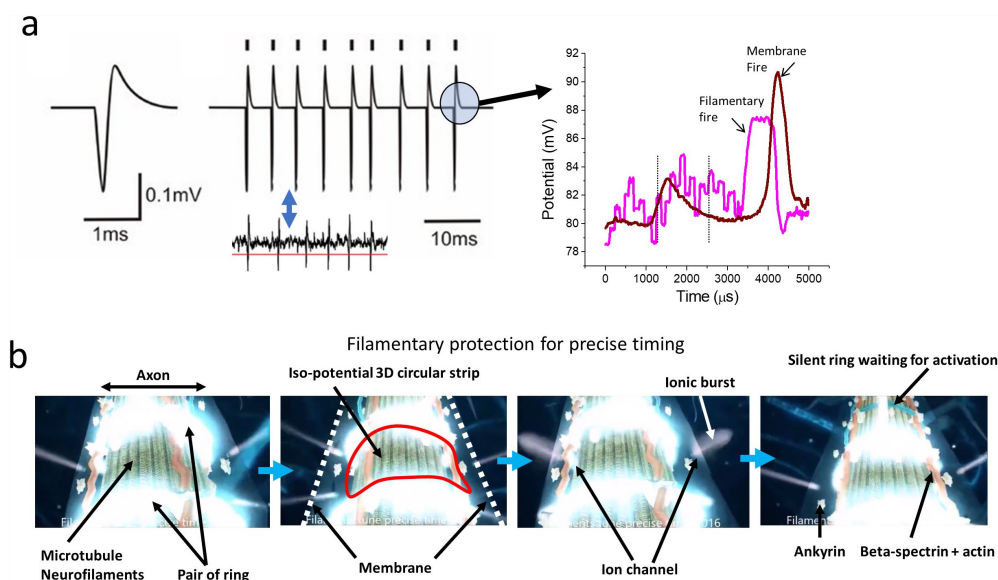 a
0.1mV
1ms
10ms
92
90
88
86
84
82
80
78
Potential (mV)
Membrane
Fire
Filamentary
fire
0 1000 2000 3000 4000 5000
Time (μs)
b
Filamentary protection for precise timing
Axon
Iso-potential 3D circular strip
Ionic burst
Silent ring waiting for activation
Microtubule
Neurofilaments
Pair of ring
Membrane
Ion channel
Ankyrin
Beta-spectrin + actin